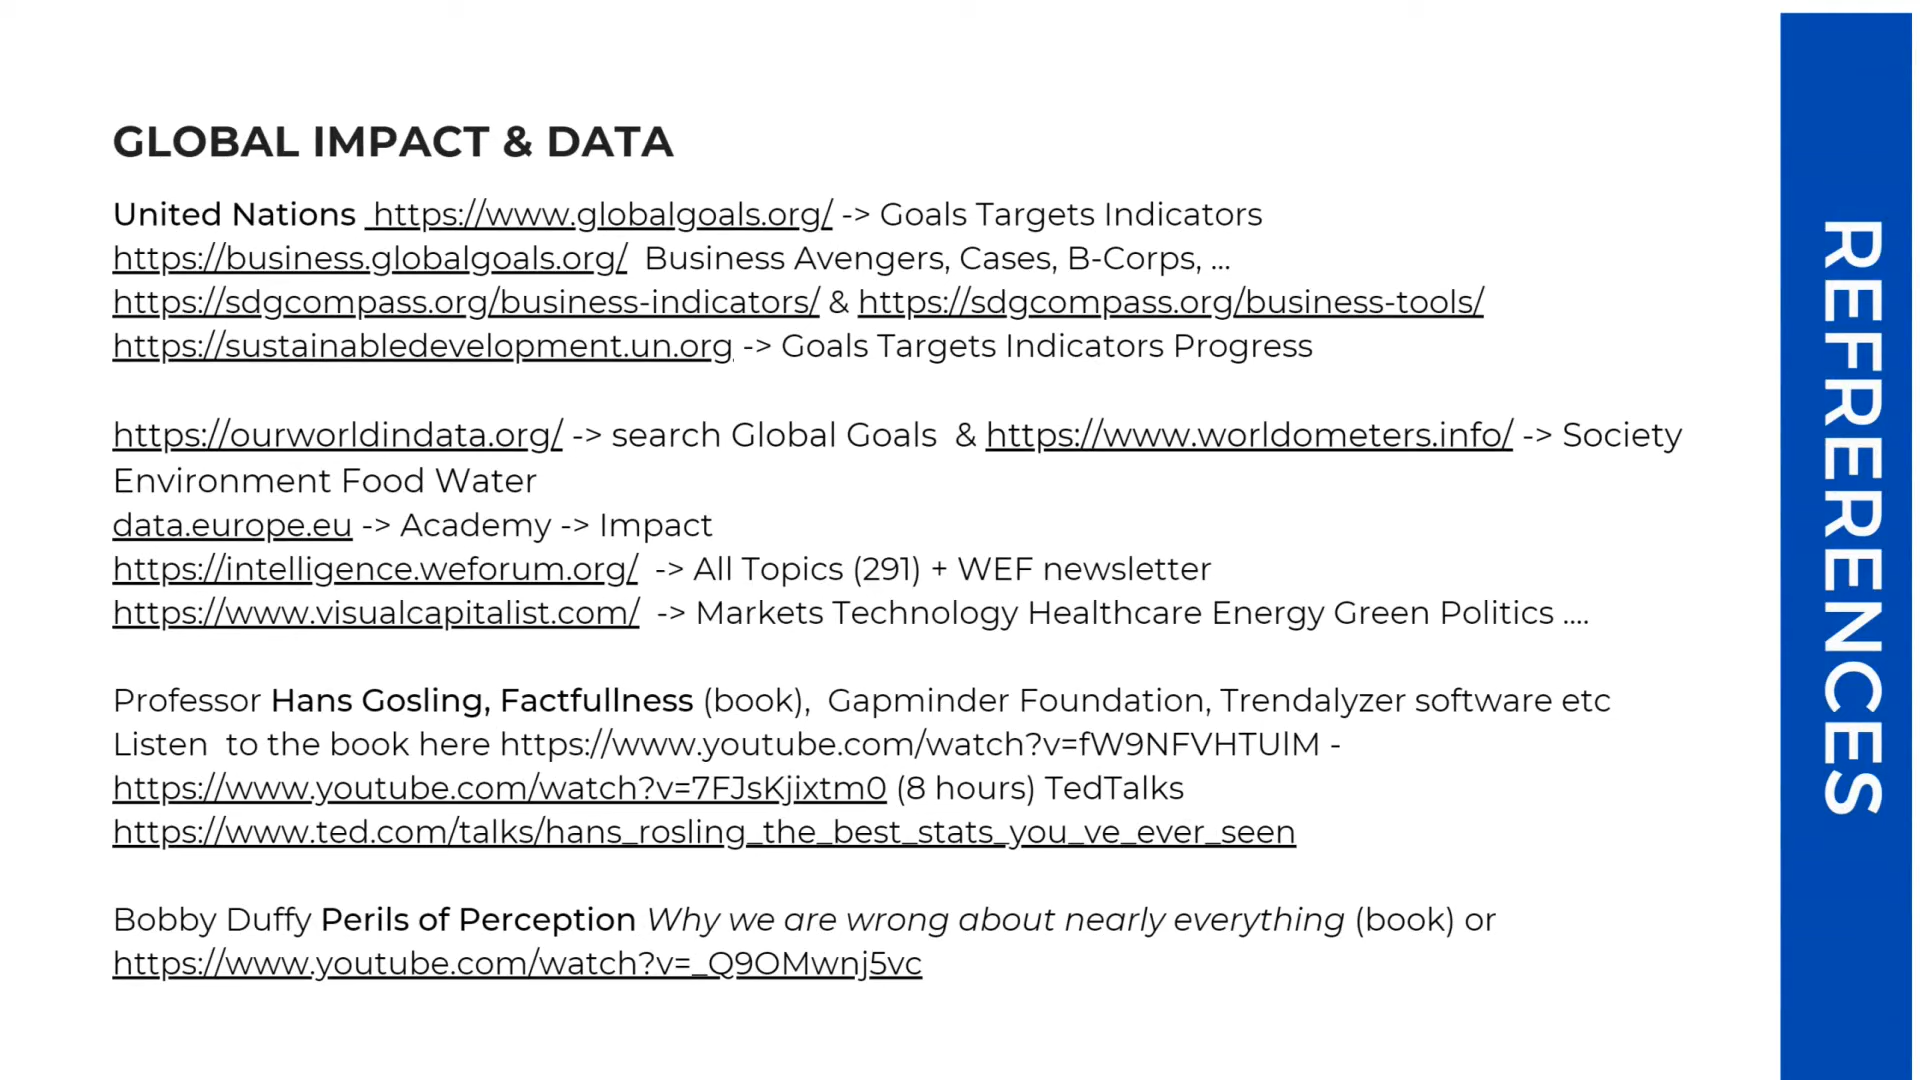 GLOBAL IMPACT & DATA
United Nations  https://www.globalgoals.org/ -> Goals Targets Indicators
https://business.globalgoals.org/  Business Avengers, Cases, B-Corps, ...
https://sdgcompass.org/business-indicators/ & https://sdgcompass.org/business-tools/
https://sustainabledevelopment.un.org -> Goals Targets Indicators Progress
https://ourworldindata.org/ -> search Global Goals  & https://www.worldometers.info/ -> Society
Environment Food Water
data.europe.eu -> Academy -> Impact
https://intelligence.weforum.org/  -> All Topics (291) + WEF newsletter
https://www.visualcapitalist.com/  -> Markets Technology Healthcare Energy Green Politics ....
Professor Hans Gosling, Factfullness (book),  Gapminder Foundation, Trendalyzer software etc
Listen  to the book here https://www.youtube.com/watch?v=fW9NFVHTUlM -
https://www.youtube.com/watch?v=7FJsKjixtm0 (8 hours) TedTalks
https://www.ted.com/talks/hans_rosling_the_best_stats_you_ve_ever_seen
Bobby Duffy Perils of Perception Why we are wrong about nearly everything (book) or
https://www.youtube.com/watch?v=_Q9OMwnj5vc
REFRERENCES